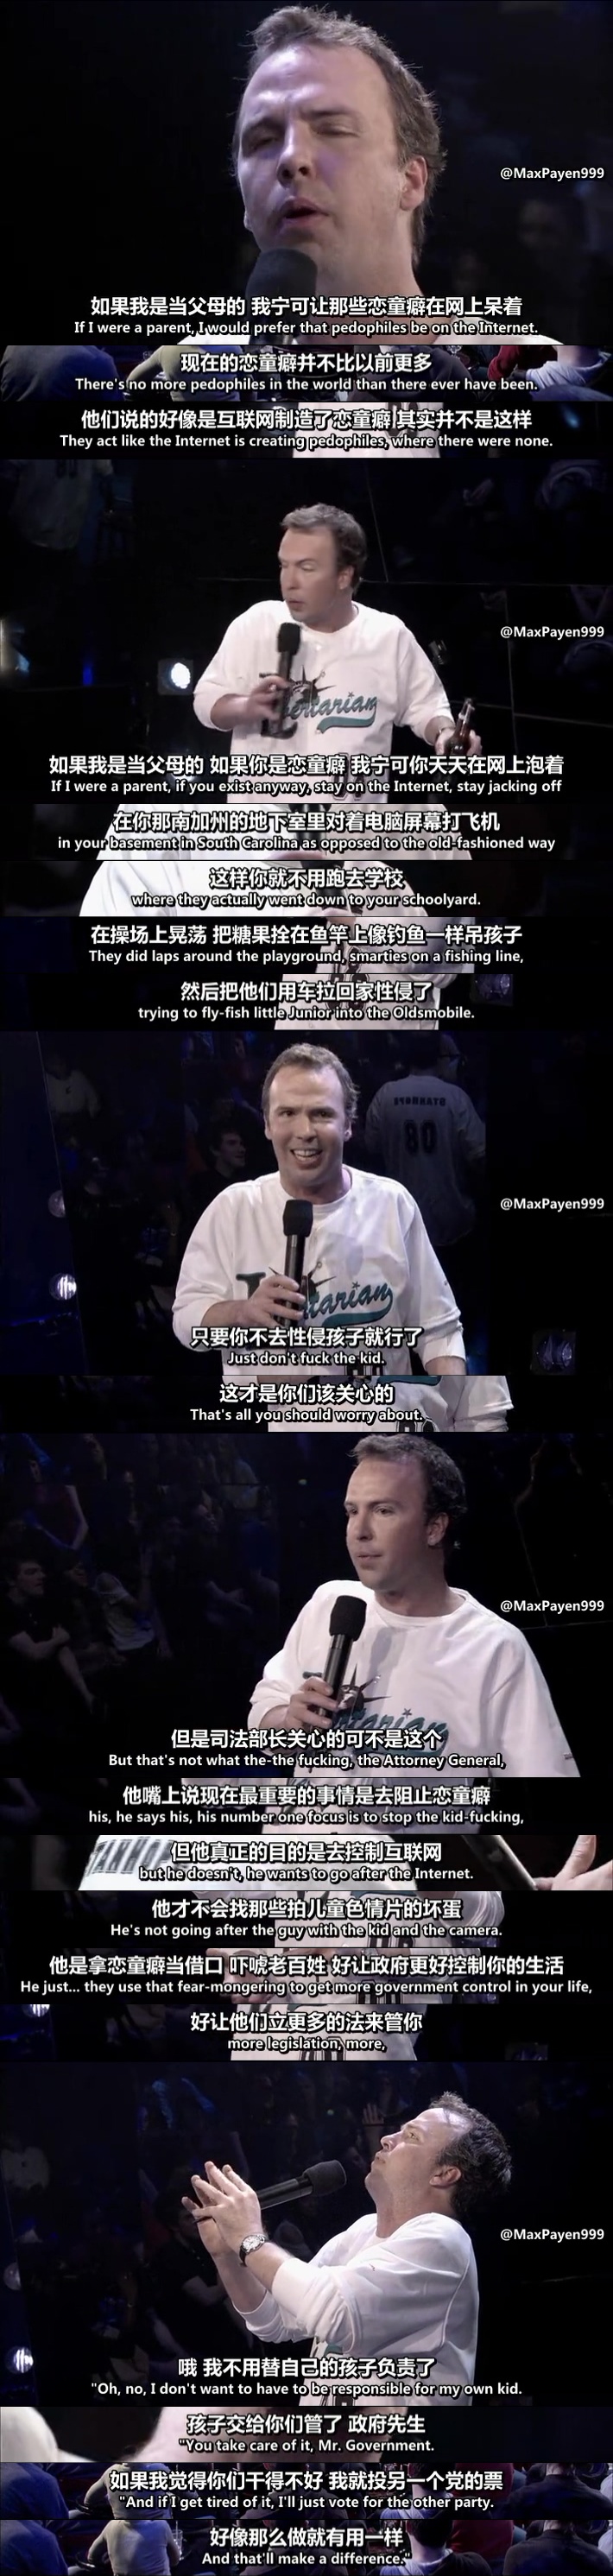 @MaxPayen999
如果我是当父母的 我宁可让那些恋童癖在网上呆着
If I were a parent, I would prefer that pedophiles be on the Internet.
现在的恋童癖并不比以前更多
There's no more pedophiles in the world than there ever have been.
他们说的好像是互联网制造了恋童癖 其实并不是这样
They act like the Internet is creating pedophiles, where there were none.
@MaxPayen999
ertarian
如果我是当父母的 如果你是恋童癖 我宁可你天天在网上泡着
If I were a parent, if you exist anyway, stay on the Internet, stay jacking off
在你那南加州的地下室里对着电脑屏幕打飞机
in your basement in South Carolina as opposed to the old-fashioned way
这样你就不用跑去学校
where they actually went down to your schoolyard.
在操场上晃荡 把糖果拴在鱼竿上像钓鱼一样吊孩子
They did laps around the playground, smarties on a fishing line,
然后把他们用车拉回家性侵了
trying to fly-fish little Junior into the Oldsmobile.
80
@MaxPayen999
tarian
只要你不去性侵孩子就行了
Just don't fuck the kid.
这才是你们该关心的
That's all you should worry about.
@MaxPayen999
但是司法部长关心的可不是这个
But that's not what the-the fucking, the Attorney General,
他嘴上说现在最重要的事情是去阻止恋童癖
his, he says his, his number one focus is to stop the kid-fucking,
但他真正的目的是去控制互联网
but he doesn't, he wants to go after the Internet.
他才不会找那些拍儿童色情片的坏蛋
He's not going after the guy with the kid and the camera.
他是拿恋童癖当借口 吓唬老百姓 好让政府更好控制你的生活
He just... they use that fear-mongering to get more government control in your life,
好让他们立更多的法来管你
more legislation, more,
@MaxPayen999
哦 我不用替自己的孩子负责了
"Oh, no, I don't want to have to be responsible for my own kid.
孩子交给你们管了 政府先生
"You take care of it, Mr. Government.
如果我觉得你们干得不好 我就投另一个党的票
"And if I get tired of it, I'll just vote for the other party.
好像那么做就有用一样
And that'll make a difference."